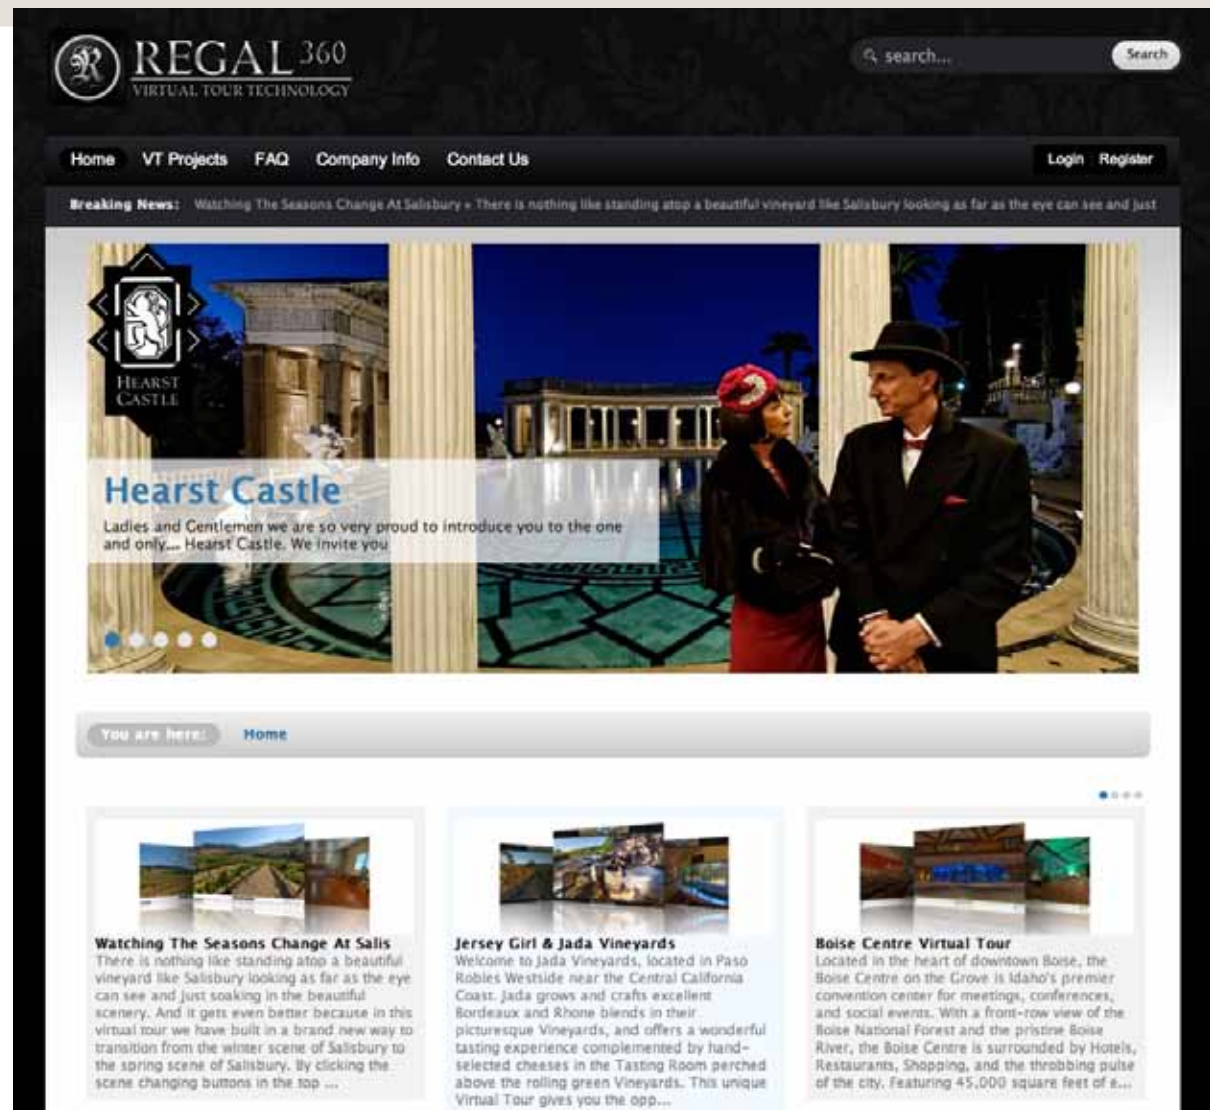 REGAL 360
VIRTUAL TOUR TECHNOLOGY
search...
Search
Home VT Projects FAQ Company Info Contact Us
Login Register
Breaking News: Watching The Seasons Change At Salisbury • There is nothing like standing atop a beautiful vineyard like Salisbury looking as far as the eye can see and just
HEARST
CASTLE
Hearst Castle
Ladies and Gentlemen we are so very proud to introduce you to the one
and only.... Hearst Castle. We invite you
You are here: Home
Watching The Seasons Change At Salis
There is nothing like standing atop a beautiful
vineyard like Salisbury looking as far as the eye
can see and just soaking in the beautiful
scenery. And it gets even better because in this
virtual tour we have built in a brand new way to
transition from the winter scene of Salisbury to
the spring scene of Salisbury. By clicking the
scene changing buttons in the top ...
Jersey Girl & Jada Vineyards
Welcome to Jada Vineyards, located in Paso
Robles Westside near the Central California
Coast. Jada grows and crafts excellent
Bordeaux and Rhone blends in their
picturesque Vineyards, and offers a wonderful
tasting experience complemented by hand-
selected cheeses in the Tasting Room perched
above the rolling green Vineyards. This unique
Virtual Tour gives you the opp...
Boise Centre Virtual Tour
Located in the heart of downtown Boise, the
Boise Centre on the Grove is Idaho's premier
convention center for meetings, conferences,
and social events. With a front-row view of the
Boise National Forest and the pristine Boise
River, the Boise Centre is surrounded by Hotels,
Restaurants, Shopping, and the throbbing pulse
of the city. Featuring 45,000 square feet of e...